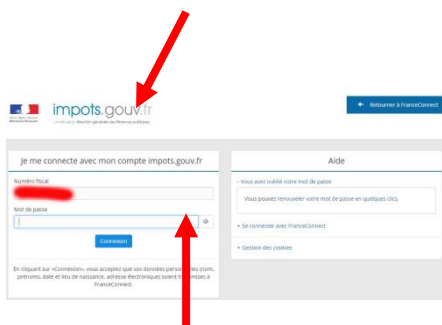 impots.gouv.fr
Retourner à FranceConnect
Je me connecte avec mon compte impots.gouv.fr
Numéro fiscal
Mot de passe
Connexion
En cliquant sur «Connexion», vous acceptez que vos données personnelles (nom,
prénoms, date et lieu de naissance, adresse électronique) soient transmises à
FranceConnect.
Aide
- Vous avez oublié votre mot de passe
Vous pouvez renouveler votre mot de passe en quelques clics.
+ Se connecter avec FranceConnect
+ Gestion des cookies